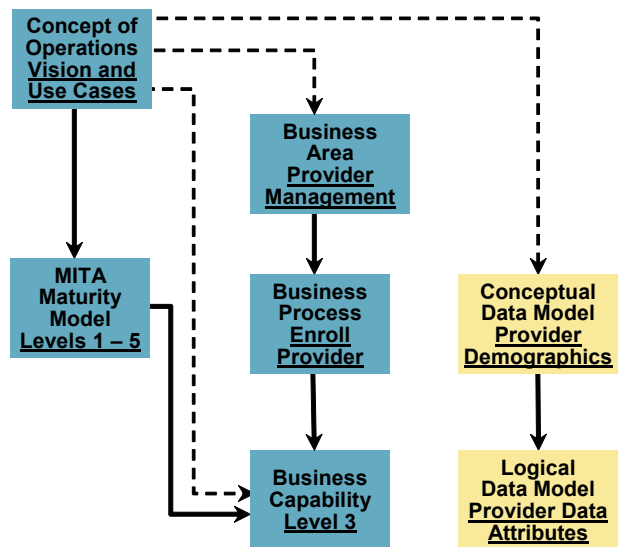 Concept of
Operations
Vision and
Use Cases
Business
Area
Provider
Management
MITA
Maturity
Model
Levels 1 – 5
Business
Process
Enroll
Provider
Conceptual
Data Model
Provider
Demographics
Business
Capability
Level 3
Logical
Data Model
Provider Data
Attributes